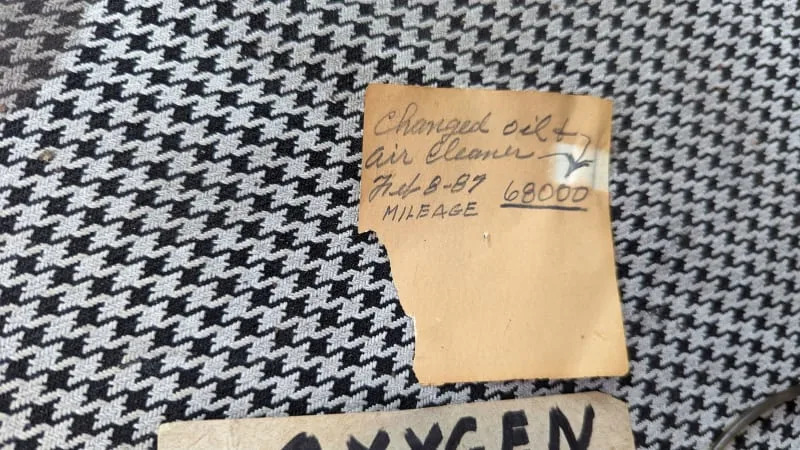 Changed oil &
air cleaner
Feb 8-87 68000
MILEAGE
OXYGEN